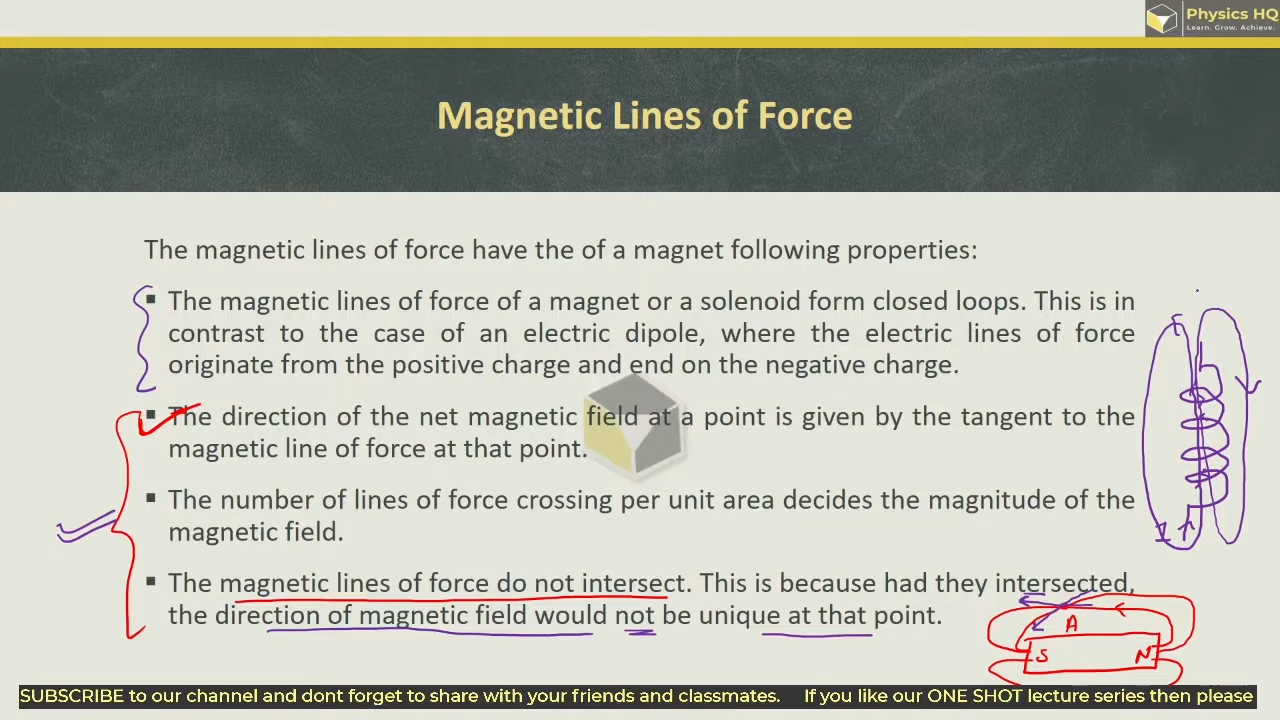 Physics HQ
Learn. Grow. Achieve.
Magnetic Lines of Force
The magnetic lines of force have the of a magnet following properties:
▪ The magnetic lines of force of a magnet or a solenoid form closed loops. This is in
contrast to the case of an electric dipole, where the electric lines of force
originate from the positive charge and end on the negative charge.
▪ The direction of the net magnetic field at a point is given by the tangent to the
magnetic line of force at that point.
▪ The number of lines of force crossing per unit area decides the magnitude of the
magnetic field.
▪ The magnetic lines of force do not intersect. This is because had they intersected,
the direction of magnetic field would not be unique at that point.
I
A
S N
SUBSCRIBE to our channel and dont forget to share with your friends and classmates. If you like our ONE SHOT lecture series then please